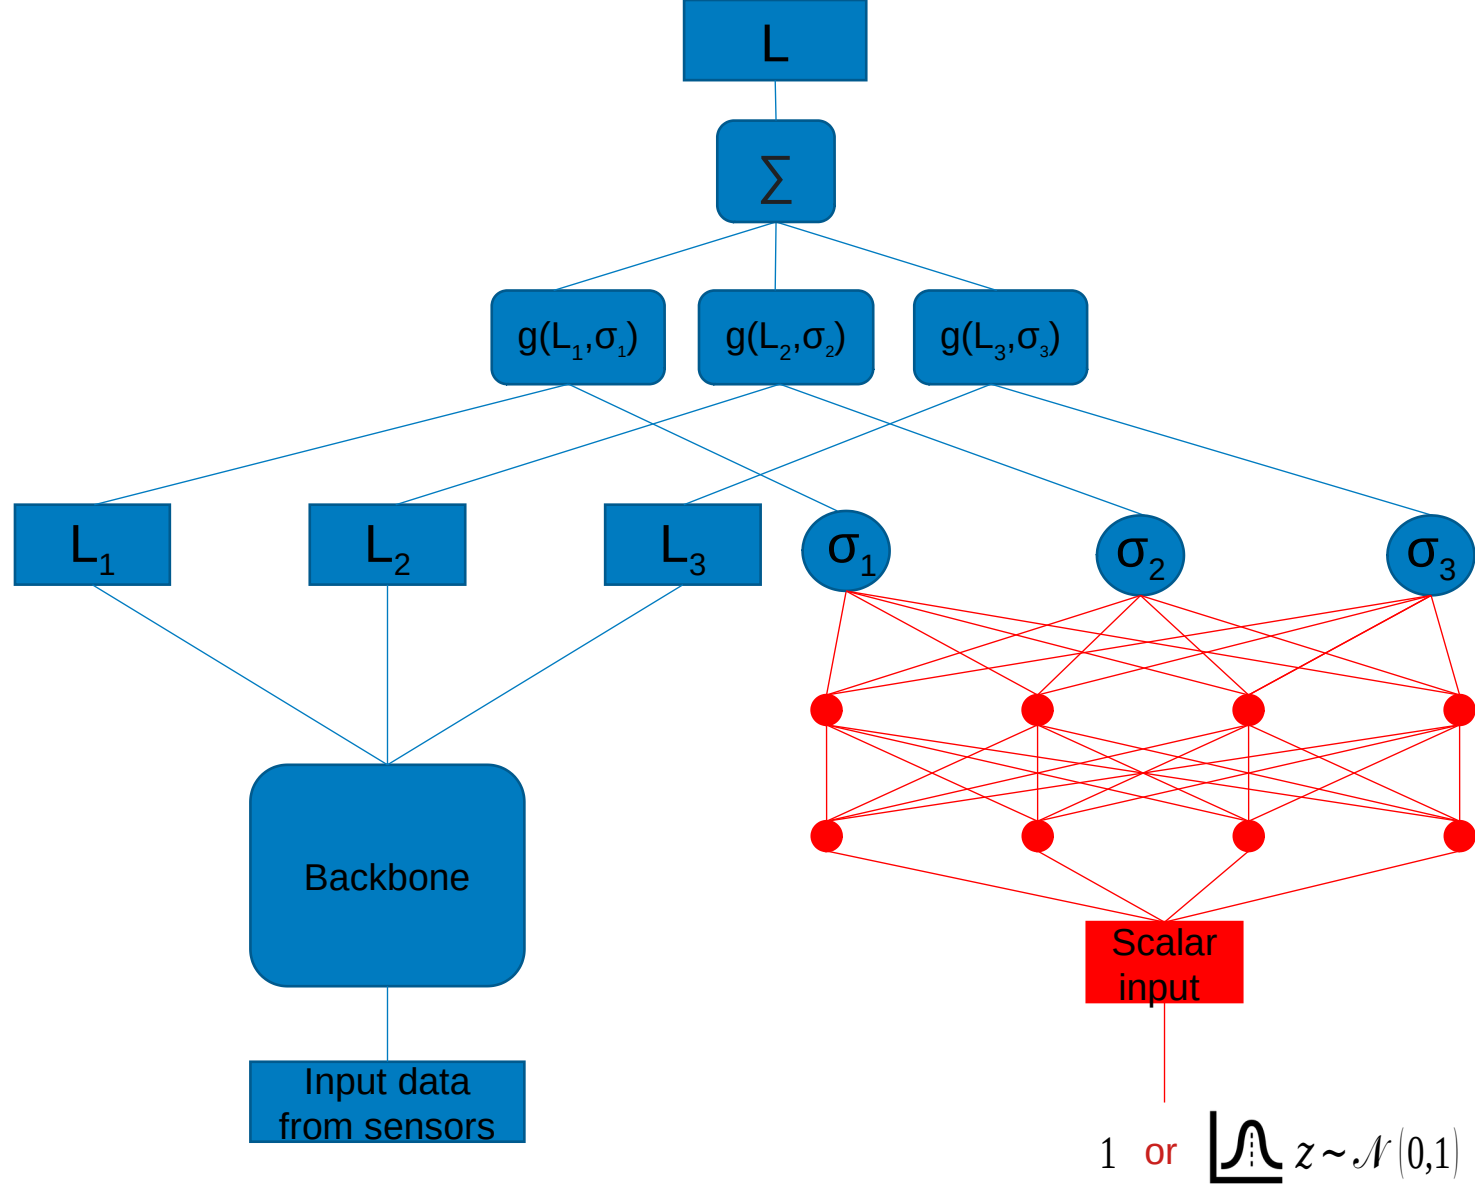 L
∑
g(L₁,σ₁) g(L₂,σ₂) g(L₃,σ₃)
L₁ L₂ L₃ σ₁ σ₂ σ₃
Backbone
Scalar
input
Input data
from sensors
1 or z ~ 𝒩(0,1)